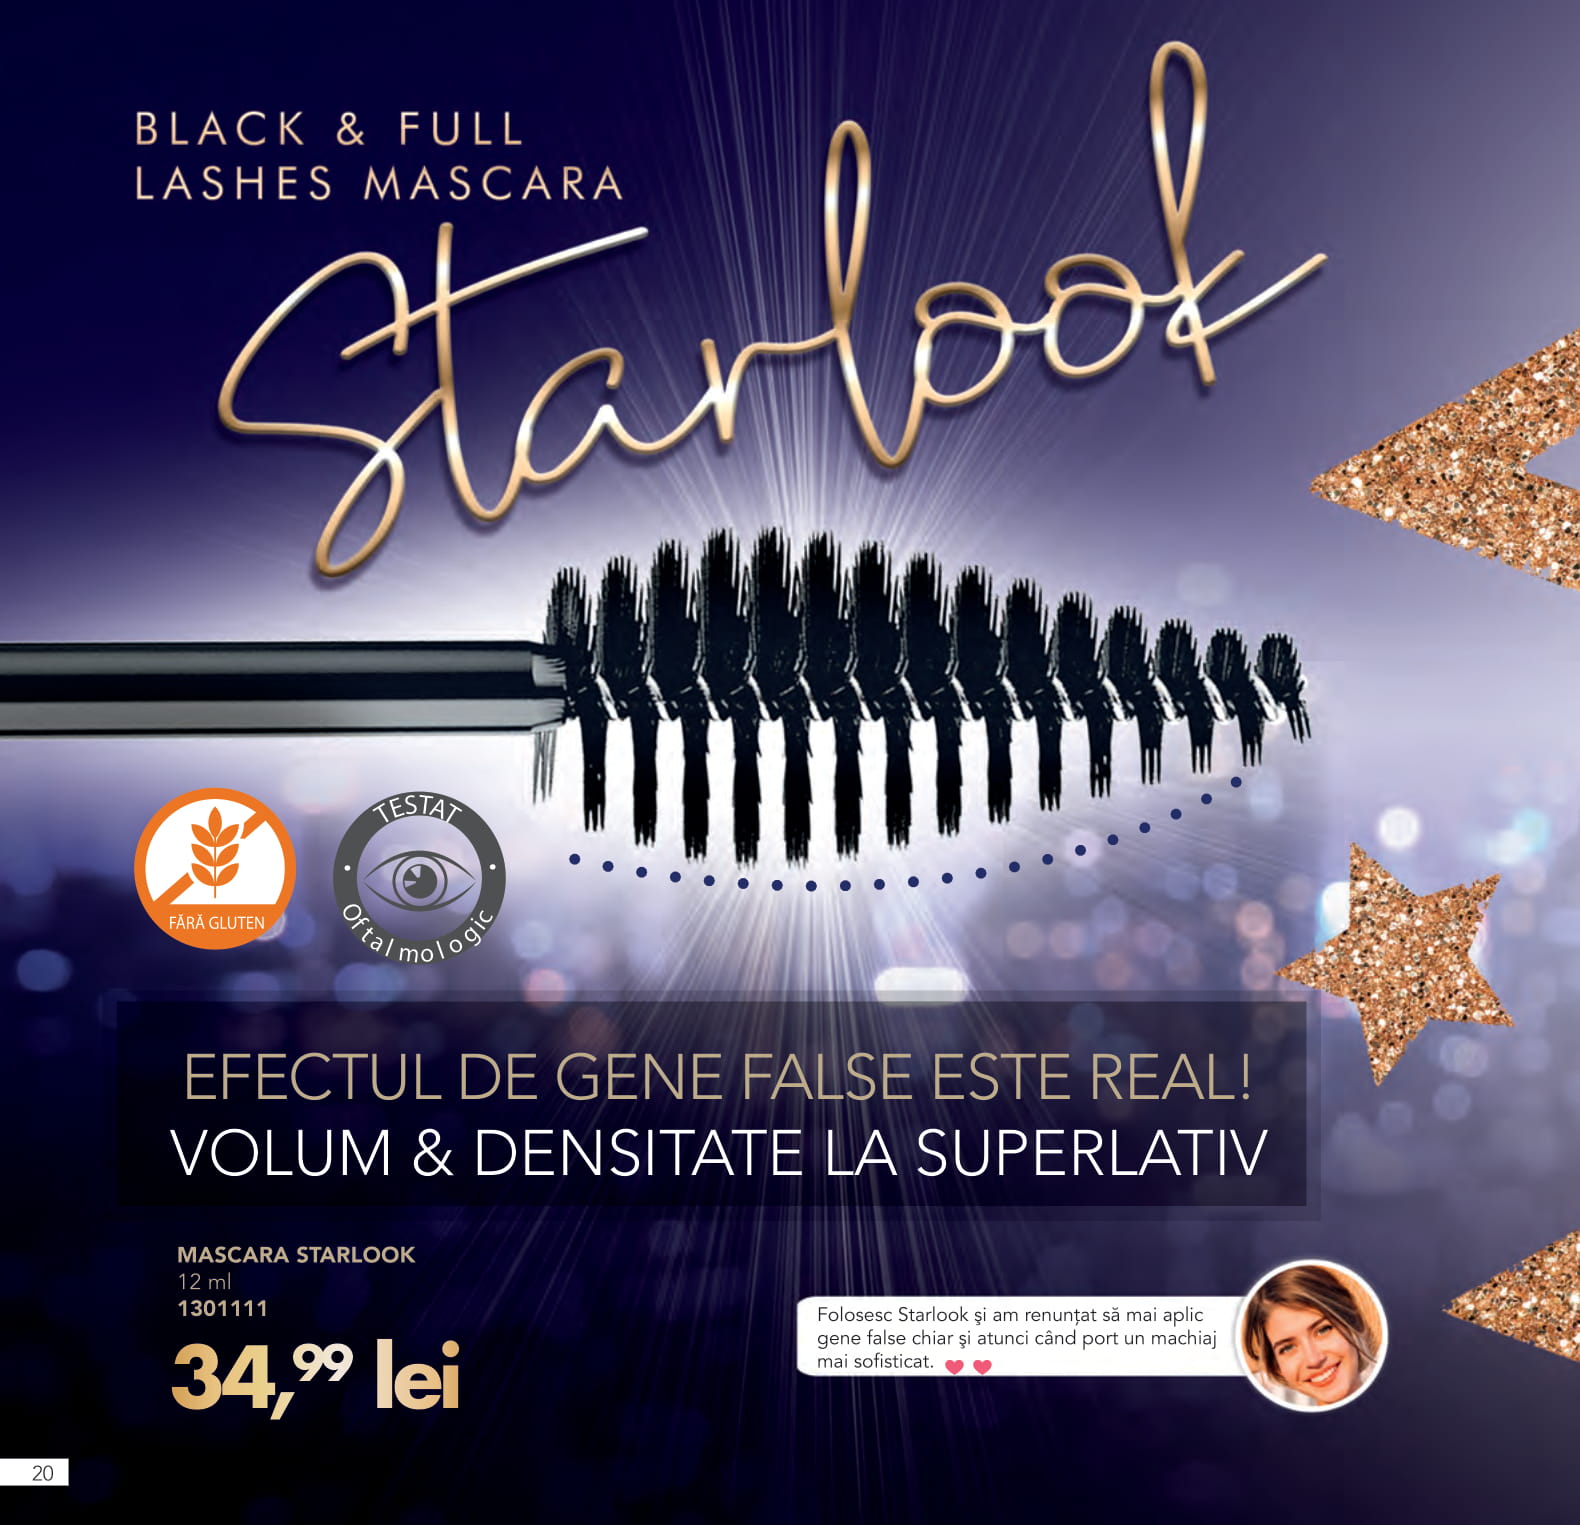 BLACK & FULL
LASHES MASCARA
Starlook
FĂRĂ GLUTEN
TESTAT
Oftalmologic
EFECTUL DE GENE FALSE ESTE REAL!
VOLUM & DENSITATE LA SUPERLATIV
MASCARA STARLOOK
12 ml
1301111
34,99 lei
Folosesc Starlook şi am renunțat să mai aplic
gene false chiar şi atunci când port un machiaj
mai sofisticat.
20